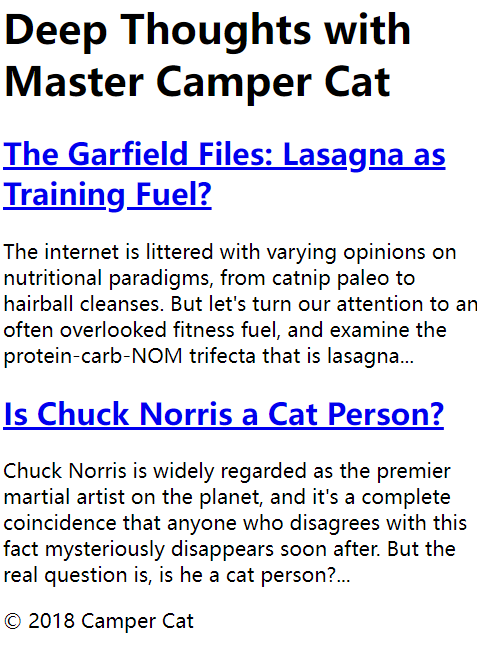 Deep Thoughts with
Master Camper Cat
The Garfield Files: Lasagna as
Training Fuel?
The internet is littered with varying opinions on
nutritional paradigms, from catnip paleo to
hairball cleanses. But let's turn our attention to an
often overlooked fitness fuel, and examine the
protein-carb-NOM trifecta that is lasagna...
Is Chuck Norris a Cat Person?
Chuck Norris is widely regarded as the premier
martial artist on the planet, and it's a complete
coincidence that anyone who disagrees with this
fact mysteriously disappears soon after. But the
real question is, is he a cat person?...
© 2018 Camper Cat